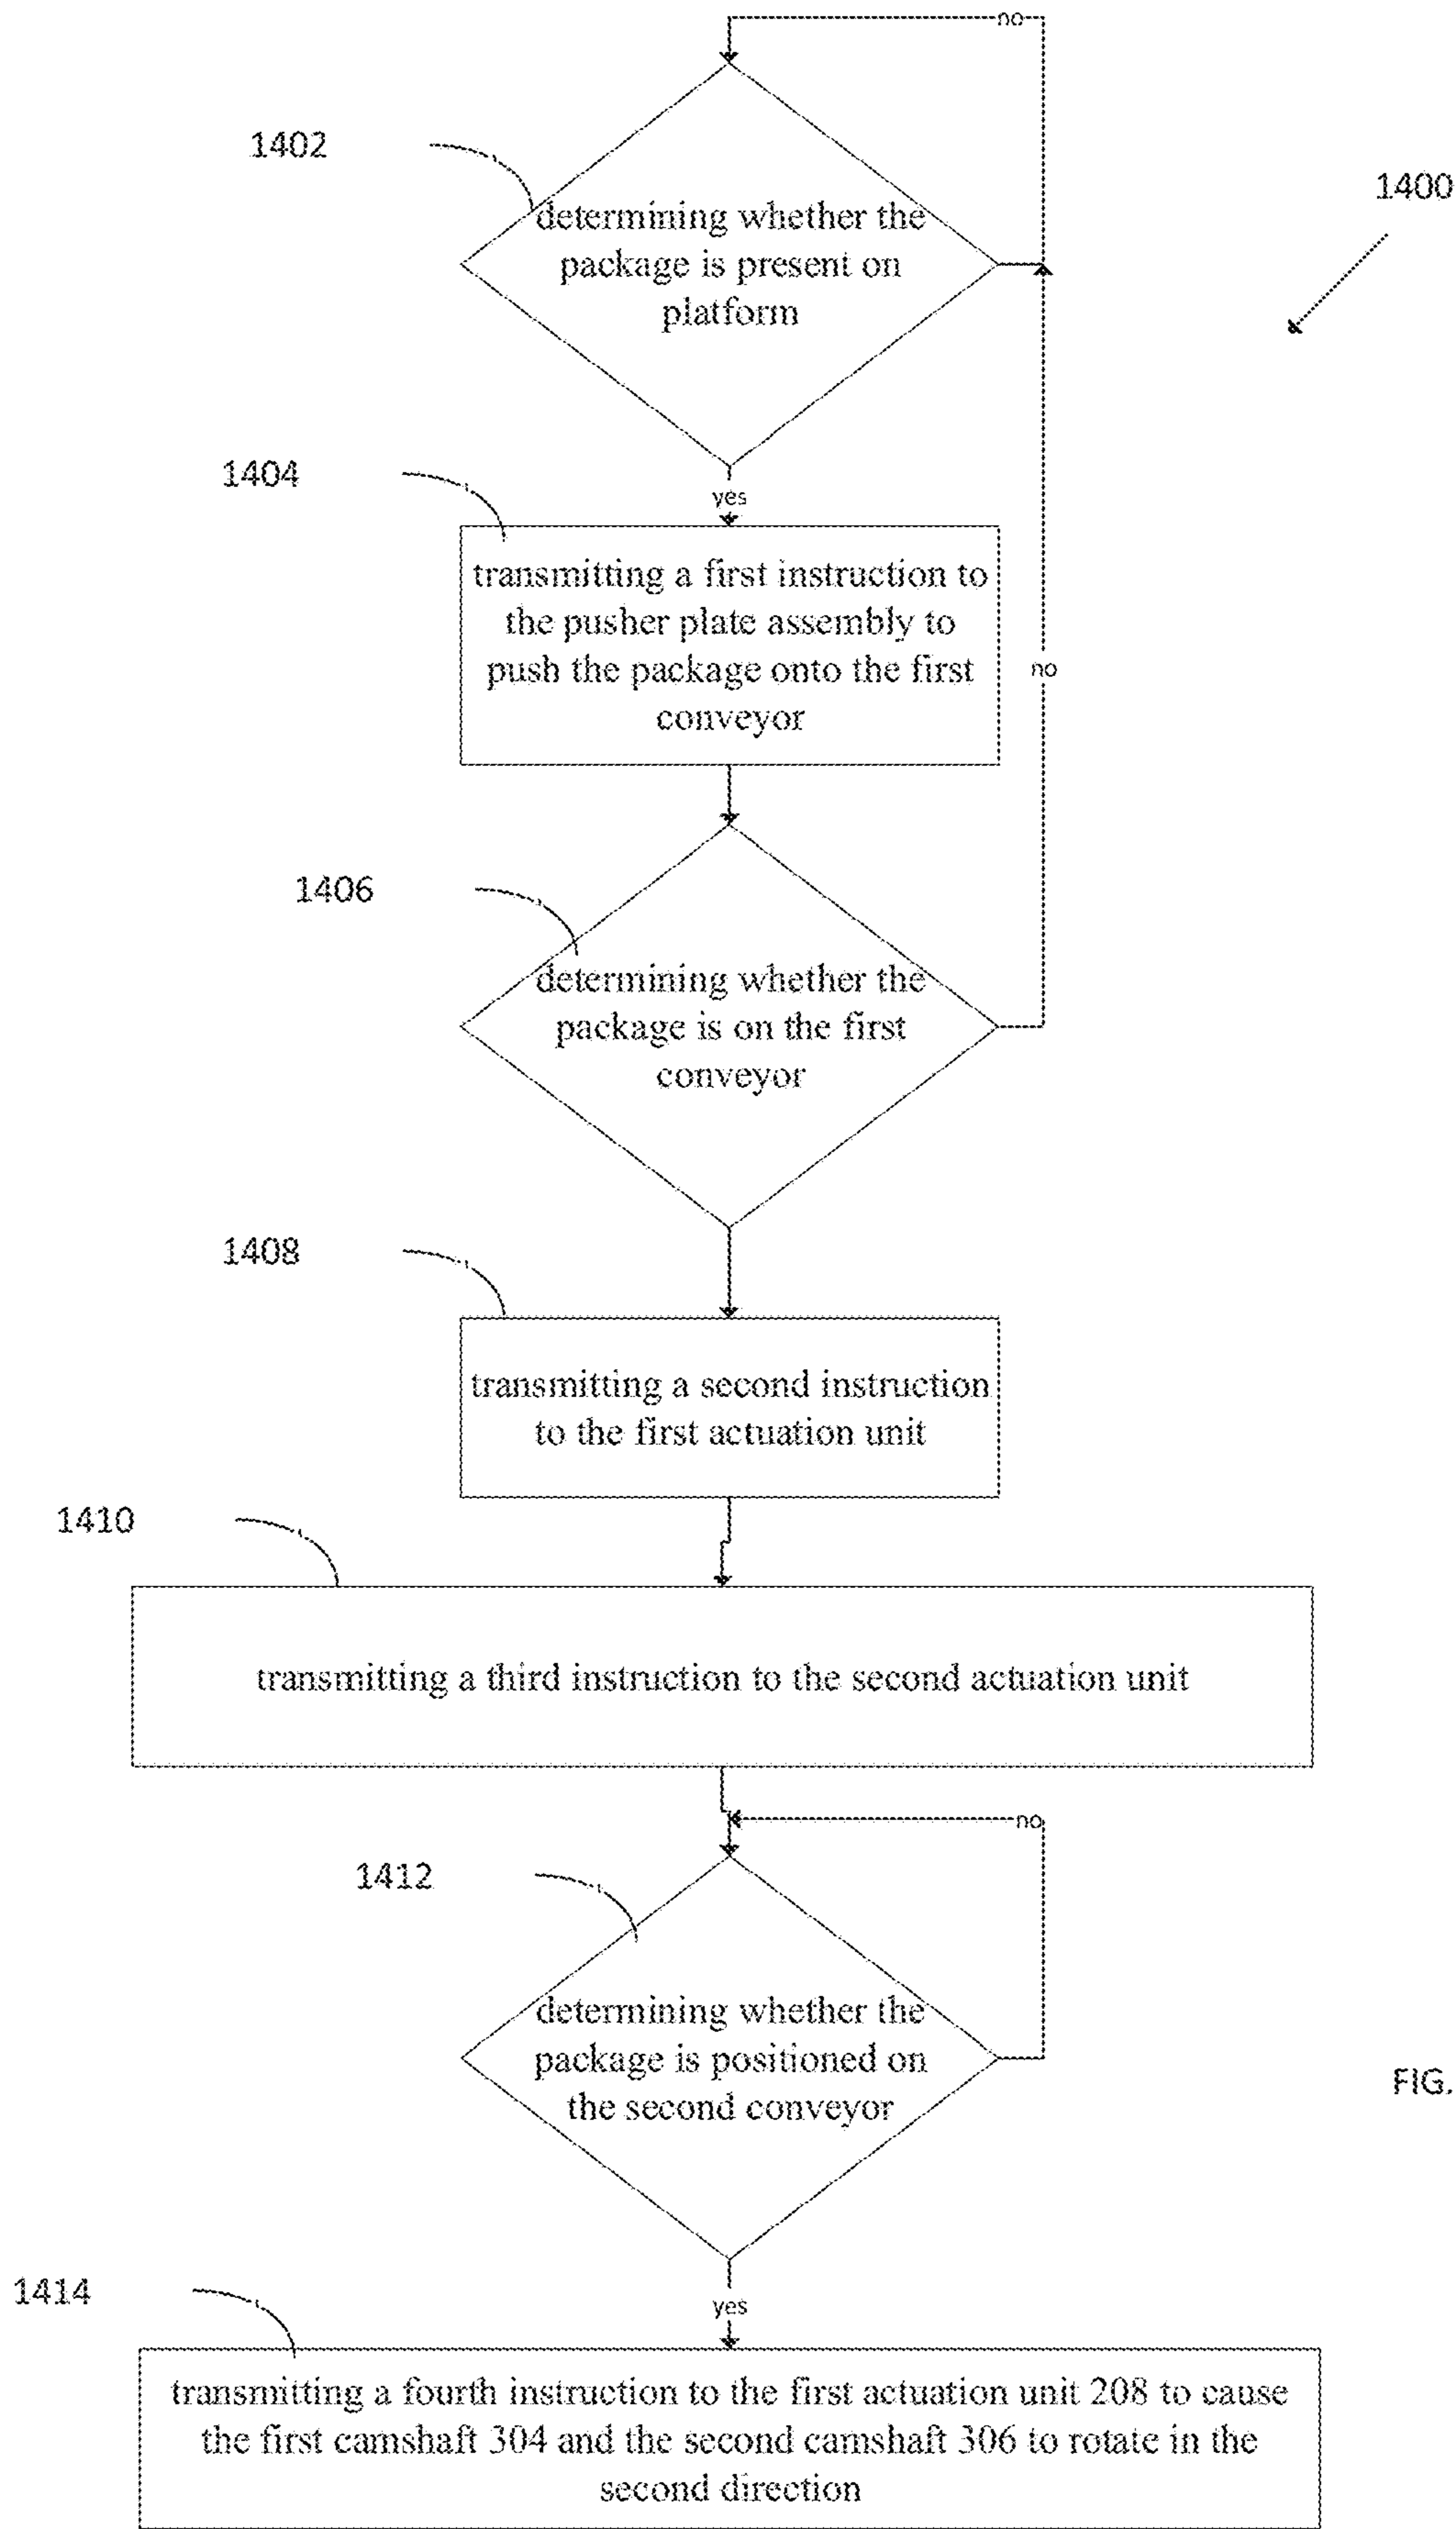 no
1402
1400
determining whether the
package is present on
platform
1404
yes
transmitting a first instruction to
the pusher plate assembly to
push the package onto the first
conveyor
no
1406
determining whether the
package is on the first
conveyor
1408
transmitting a second instruction
to the first actuation unit
1410
transmitting a third instruction to the second actuation unit
no
1412
determining whether the
package is positioned on
the second conveyor
FIG.
1414
yes
transmitting a fourth instruction to the first actuation unit 208 to cause
the first camshaft 304 and the second camshaft 306 to rotate in the
second direction